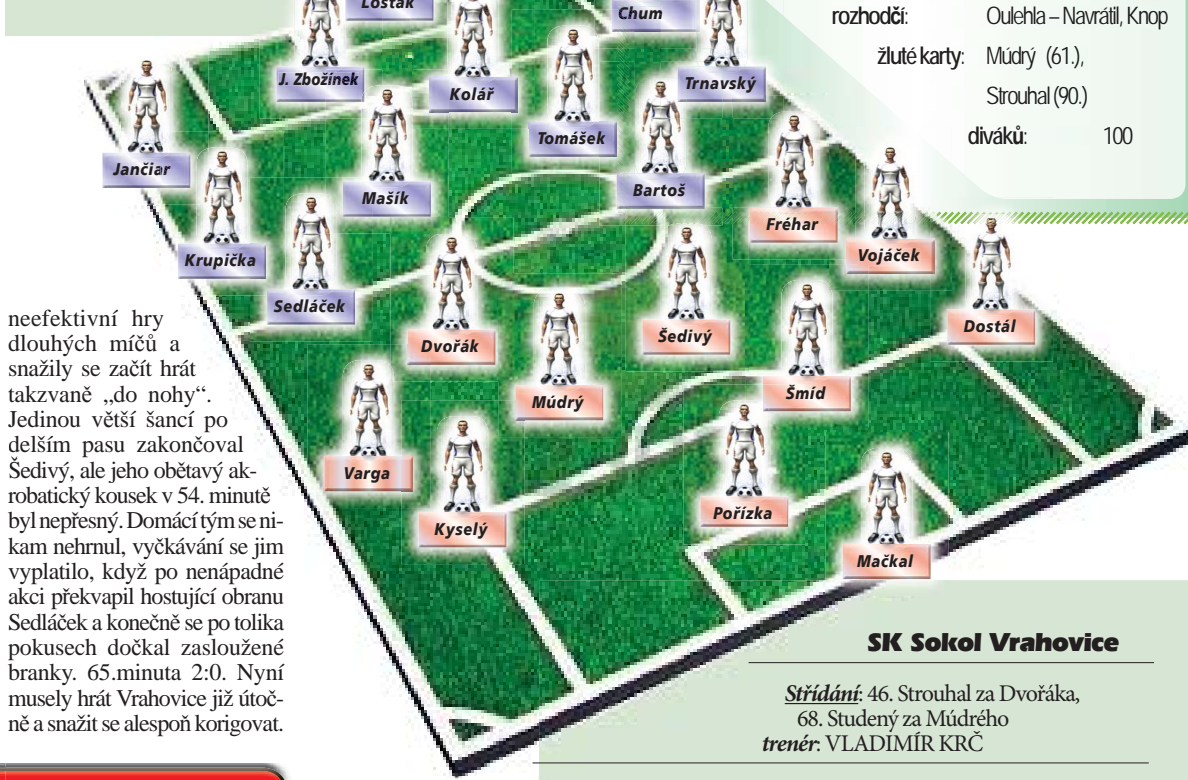 Lošťák
Chum
J. Zbožínek
Kolář
Trnavský
Tomášek
Jančiar
Mašík
Bartoš
Krupička
Sedláček
Fréhar
Vojáček
Dostál
Dvořák
Šedivý
Múdrý
Šmíd
Varga
Kyselý
Pořízka
Mačkal
rozhodčí: Oulehla – Navrátil, Knop
žluté karty: Múdrý (61.),
Strouhal (90.)
diváků: 100
neefektivní hry
dlouhých míčů a
snažily se začít hrát
takzvaně „do nohy“.
Jedinou větší šancí po
delším pasu zakončoval
Šedivý, ale jeho obětavý ak-
robatický kousek v 54. minutě
byl nepřesný. Domácí tým se ni-
kam nehrnul, vyčkávání se jim
vyplatilo, když po nenápadné
akci překvapil hostující obranu
Sedláček a konečně se po tolika
pokusech dočkal zasloužené
branky. 65.minuta 2:0. Nyní
musely hrát Vrahovice již útoč-
ně a snažit se alespoň korigovat.
SK Sokol Vrahovice
Střídání: 46. Strouhal za Dvořáka,
68. Studený za Múdrého
trenér: VLADIMÍR KRČ